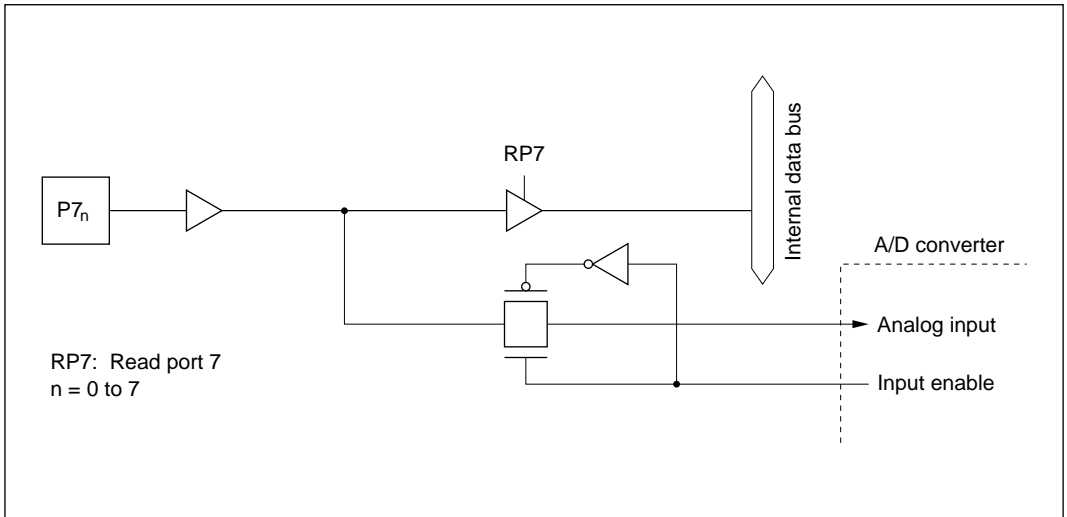 RP7
Internal data bus
P7n
A/D converter
Analog input
RP7: Read port 7
n = 0 to 7
Input enable